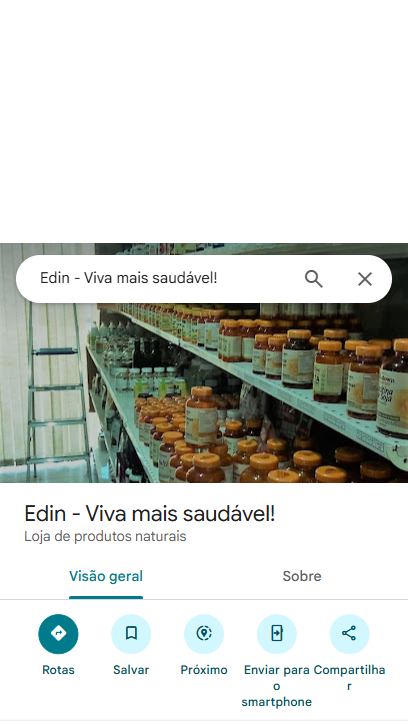 Edin - Viva mais saudável!
Edin - Viva mais saudável!
Loja de produtos naturais
Visão geral
Sobre
Rotas
Salvar
Próximo
Enviar para
o
smartphone
Compartilha
r